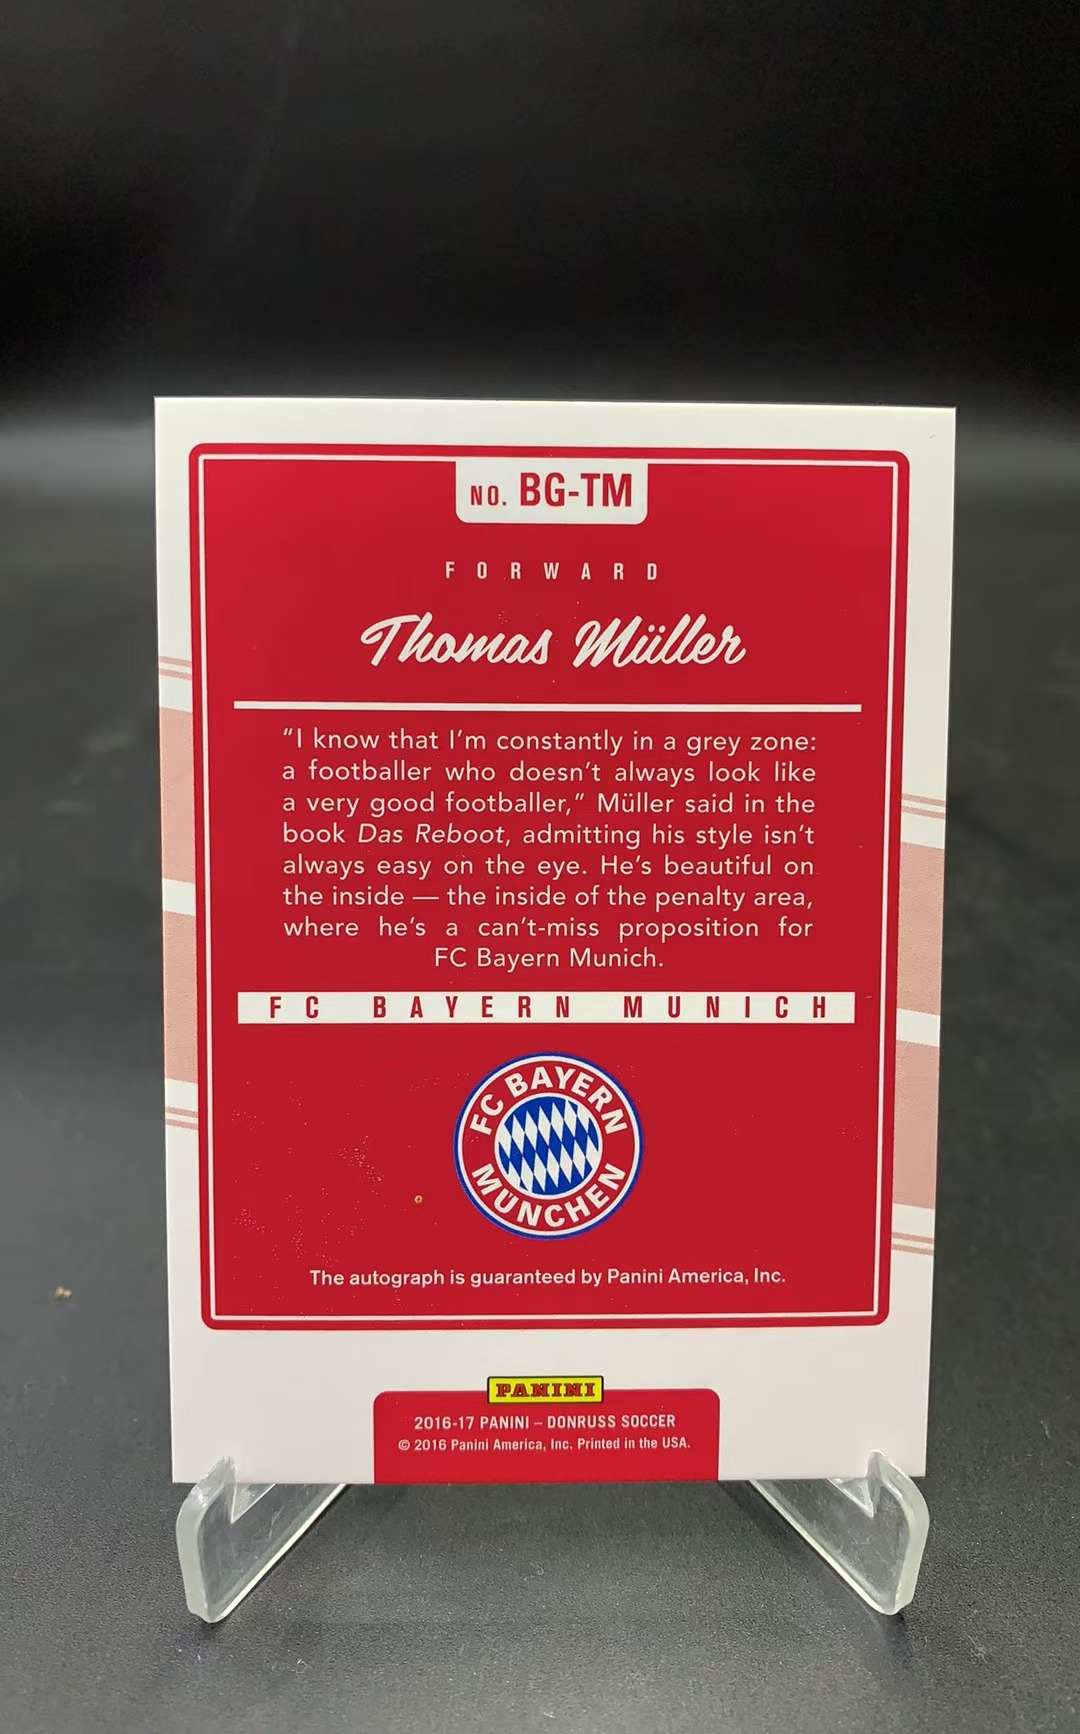 NO. BG-TM
FORWARD
Thomas Müller
“I know that I’m constantly in a grey zone:
a footballer who doesn’t always look like
a very good footballer,” Müller said in the
book Das Reboot, admitting his style isn’t
always easy on the eye. He’s beautiful on
the inside — the inside of the penalty area,
where he’s a can’t-miss proposition for
FC Bayern Munich.
FC BAYERN MUNICH
FC BAYERN
MÜNCHEN
The autograph is guaranteed by Panini America, Inc.
PANINI
2016-17 PANINI – DONRUSS SOCCER
© 2016 Panini America, Inc. Printed in the USA.